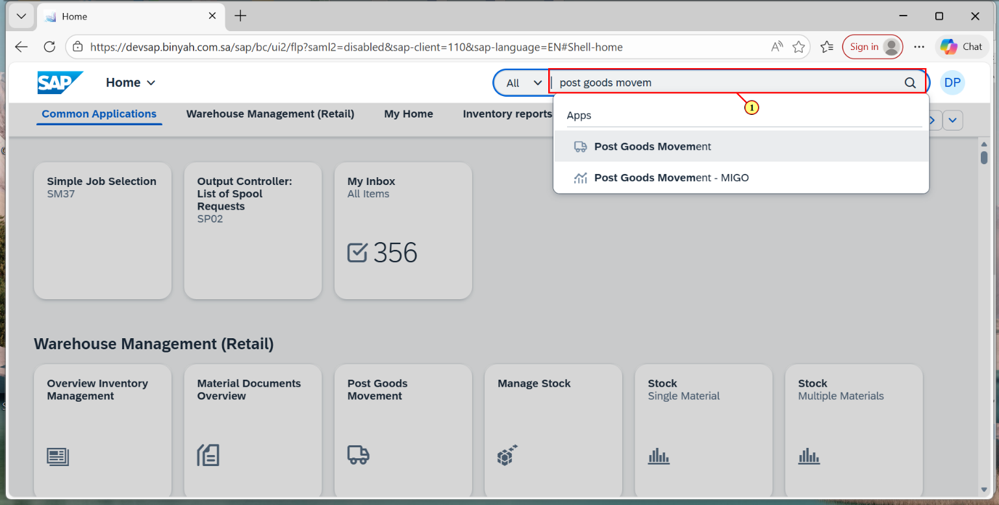 Home
https://devsap.binyah.com.sa/sap/bc/ui2/flp?saml2=disabled&sap-client=110&sap-language=EN#Shell-home
Sign in
Chat
SAP
Home
All
post goods movem
DP
1
Common Applications
Warehouse Management (Retail)
My Home
Inventory reports
Apps
Post Goods Movement
Post Goods Movement - MIGO
Simple Job Selection
SM37
Output Controller:
List of Spool
Requests
SP02
My Inbox
All Items
356
Warehouse Management (Retail)
Overview Inventory
Management
Material Documents
Overview
Post Goods
Movement
Manage Stock
Stock
Single Material
Stock
Multiple Materials